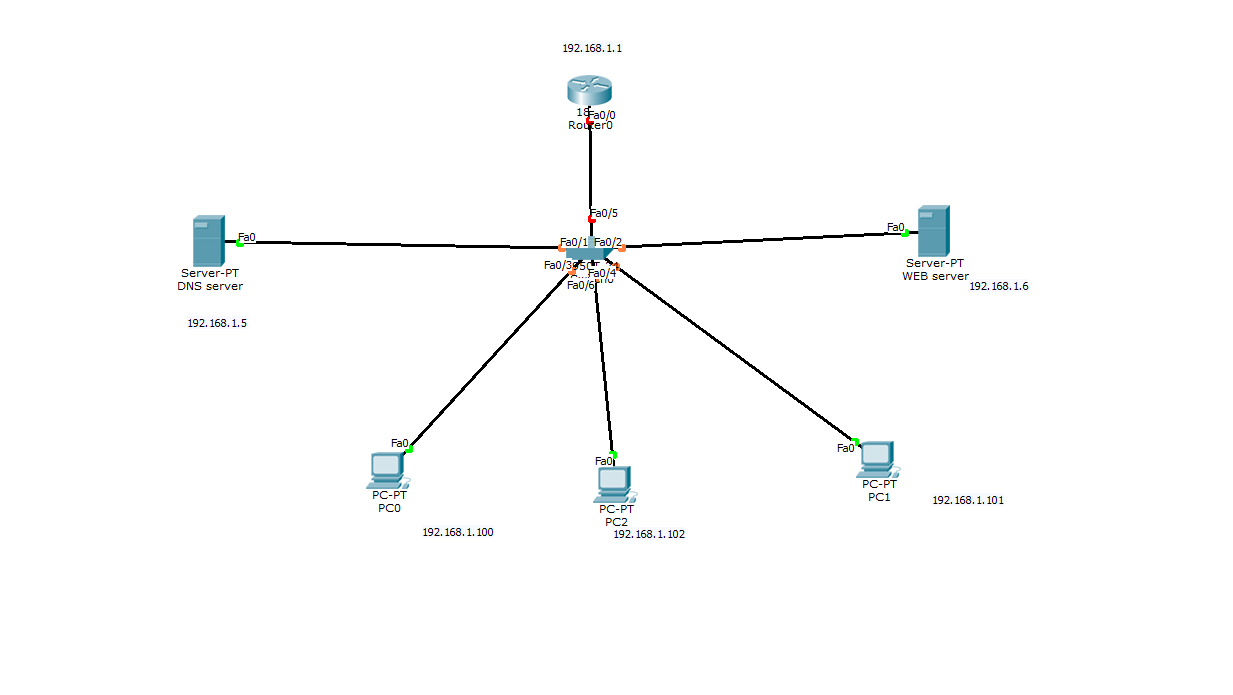 192.168.1.1
Fa0/0
Router0
Fa0/5
Fa0
Fa0/1
Fa0/2
Fa0
Server-PT
DNS server
192.168.1.5
Server-PT
WEB server
192.168.1.6
Fa0/3
Fa0/4
Fa0/6
Fa0
PC-PT
PC0
192.168.1.100
Fa0
PC-PT
PC2
192.168.1.102
Fa0
PC-PT
PC1
192.168.1.101